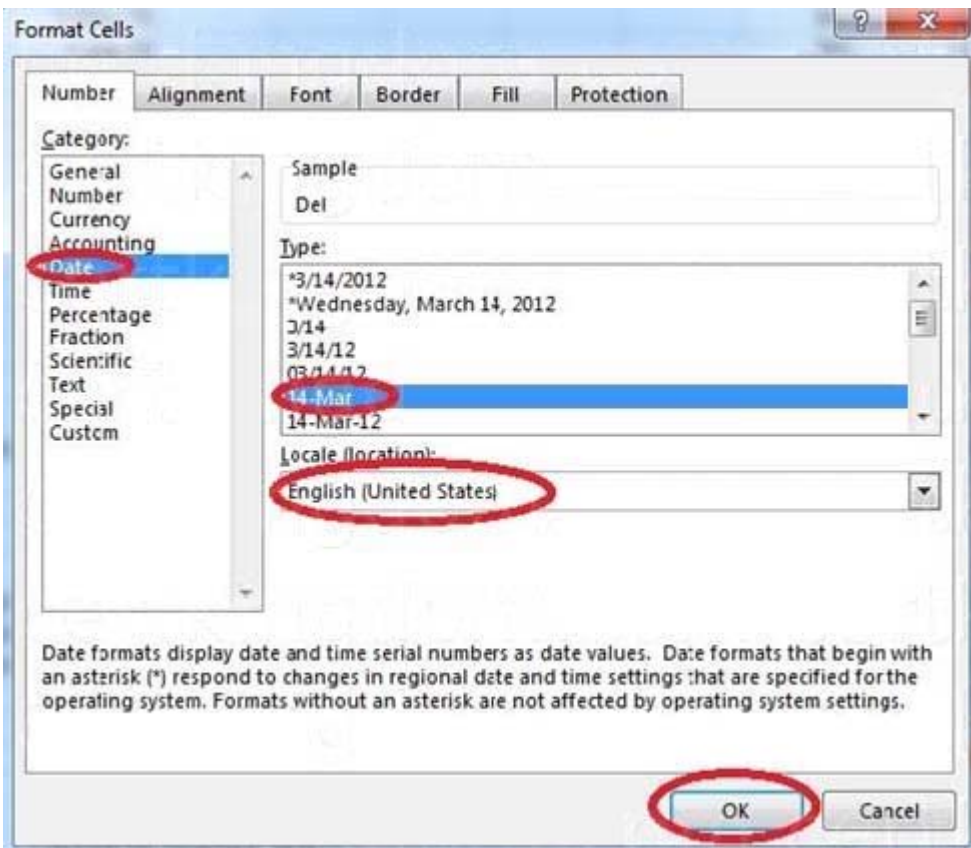 Format Cells
Number Alignment Font Border Fill Protection
Category:
General
Number
Currency
Accounting
Date
Time
Percentage
Fraction
Scientific
Text
Special
Custom
Sample
Del
Type:
*3/14/2012
*Wednesday, March 14, 2012
3/14
3/14/12
03/14/12
14-Mar
14-Mar-12
Locale (location):
English (United States)
Date formats display date and time serial numbers as date values. Date formats that begin with
an asterisk (*) respond to changes in regional date and time settings that are specified for the
operating system. Formats without an asterisk are not affected by operating system settings.
OK Cancel